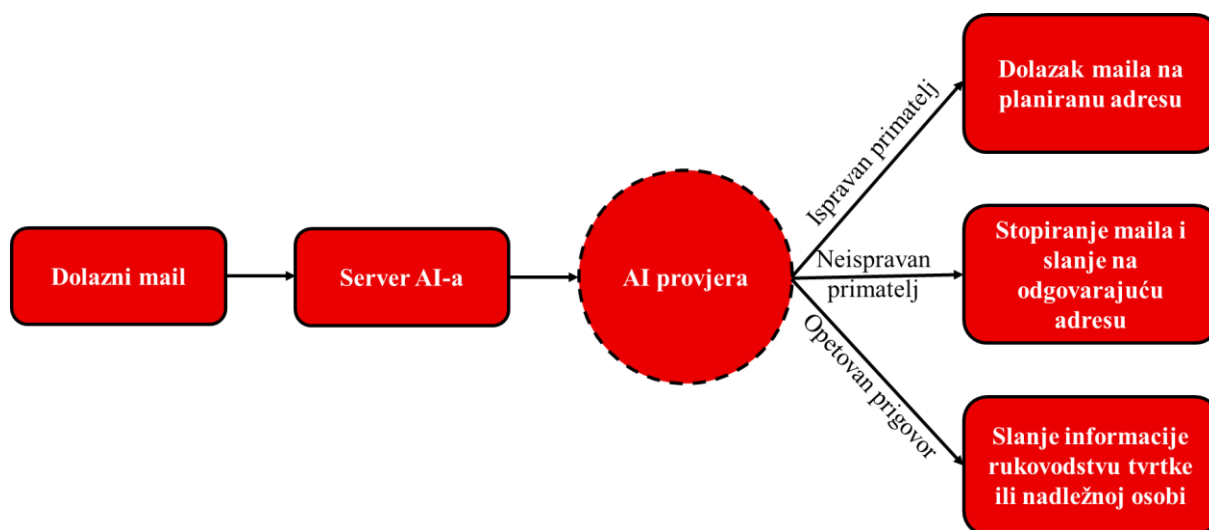 Dolazni mail
Server AI-a
AI provjera
Ispravan primatelj
Neispravan
primatelj
Opetovan prigovor
Dolazak maila na
planiranu adresu
Stopiranje maila i
slanje na
odgovarajuću
adresu
Slanje informacije
rukovodstvu tvrtke
ili nadležnoj osobi